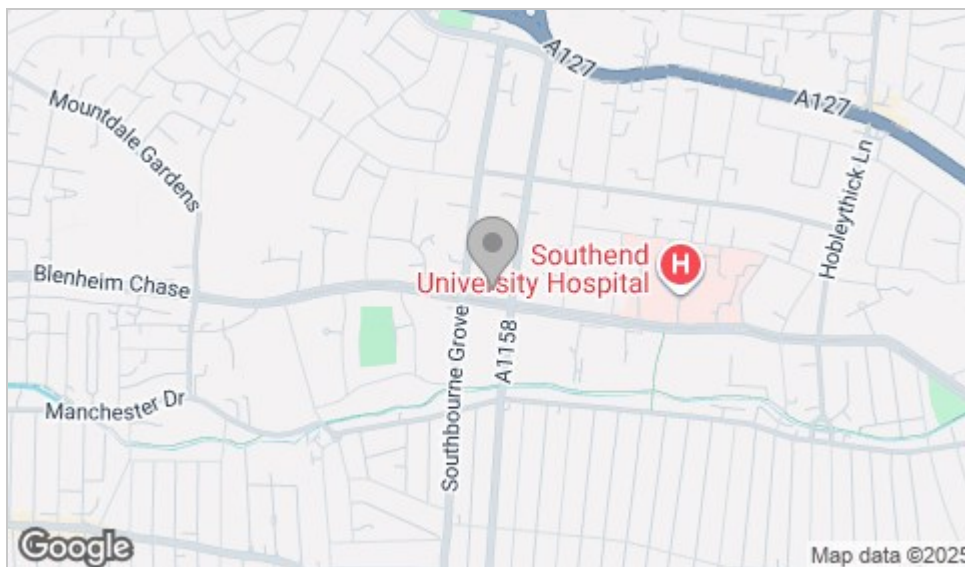 A127
A127
Mountdale Gardens
Hobleythick Ln
Southend
University Hospital
H
Blenheim Chase
Southbourne Grove
A1158
Manchester Dr
Google
Map data ©2025